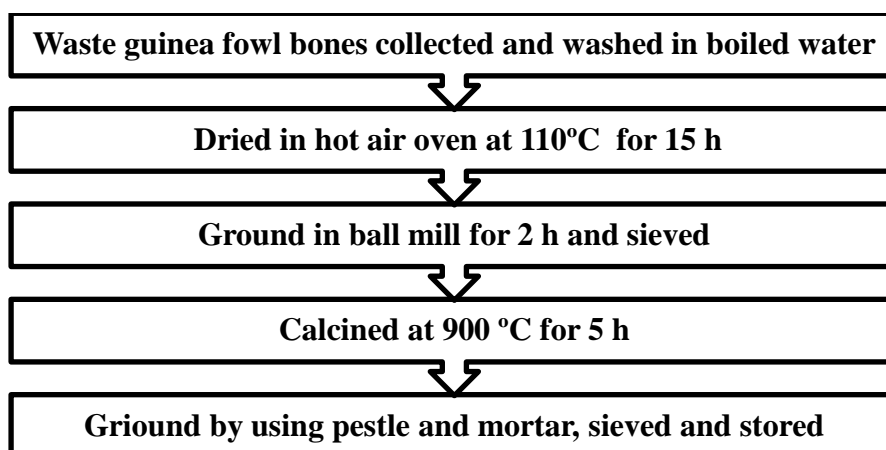 Waste guinea fowl bones collected and washed in boiled water
Dried in hot air oven at 110ºC  for 15 h
Ground in ball mill for 2 h and sieved
Calcined at 900 ºC for 5 h
Griound by using pestle and mortar, sieved and stored